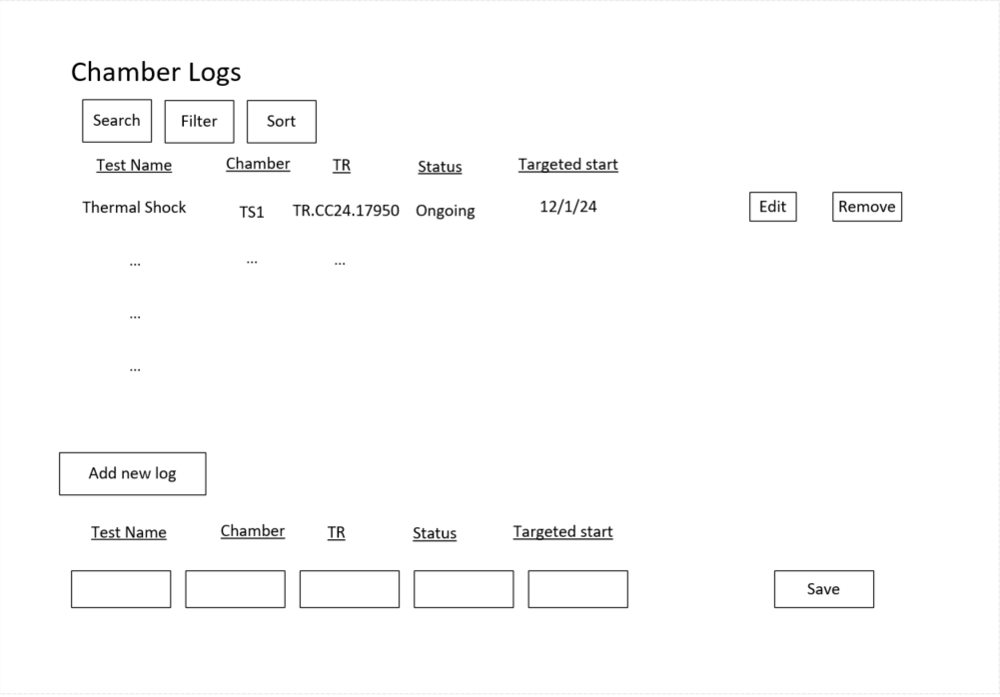 Chamber Logs
Search Filter Sort
Test Name Chamber TR Status Targeted start
Thermal Shock TS1 TR.CC24.17950 Ongoing 12/1/24 Edit Remove
... ... ...
...
...
Add new log
Test Name Chamber TR Status Targeted start
Save